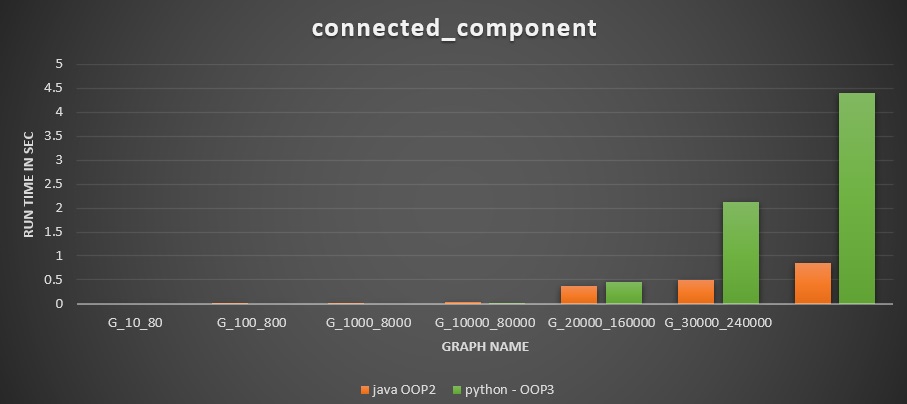 connected_component
5
4.5
4
3.5
3
2.5
2
1.5
1
0.5
0
RUN TIME IN SEC
G_10_80 G_100_800 G_1000_8000 G_10000_80000 G_20000_160000 G_30000_240000
GRAPH NAME
java OOP2 python - OOP3